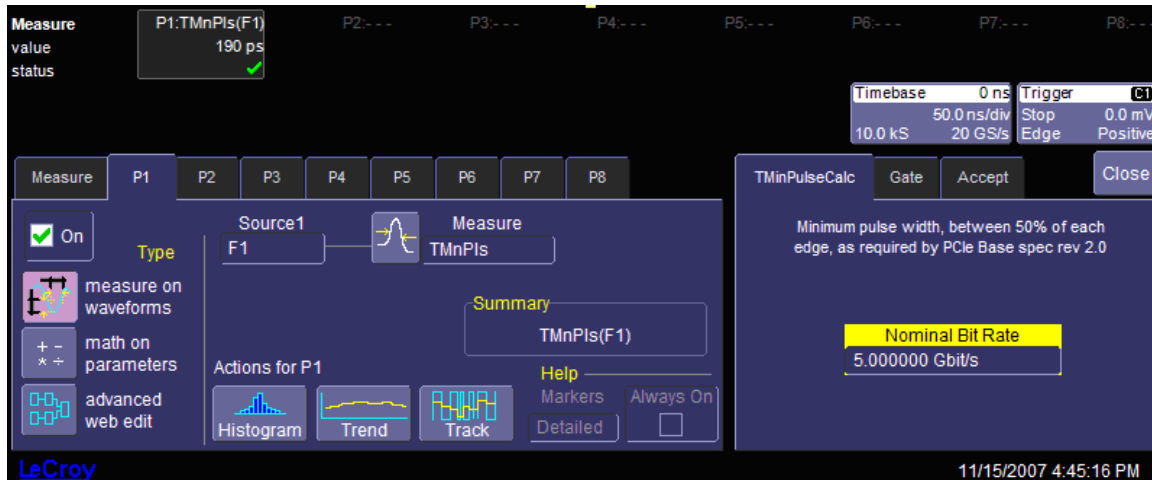 Measure P1:TMnPls(F1) P2:- - - P3:- - - P4:- - - P5:- - - P6:- - - P7:- - - P8:- - -
value 190 ps
status
Timebase 0 ns Trigger C1
50.0 ns/div Stop 0.0 mV
10.0 kS 20 GS/s Edge Positive
Measure P1 P2 P3 P4 P5 P6 P7 P8 TMinPulseCalc Gate Accept Close
On
Type
measure on
waveforms
math on
parameters
advanced
web edit
Source1
F1
Measure
TMnPls
Summary
TMnPls(F1)
Actions for P1
Histogram Trend Track
Help
Markers Always On
Detailed
Minimum pulse width, between 50% of each
edge, as required by PCIe Base spec rev 2.0
Nominal Bit Rate
5.000000 Gbit/s
LeCroy 11/15/2007 4:45:16 PM